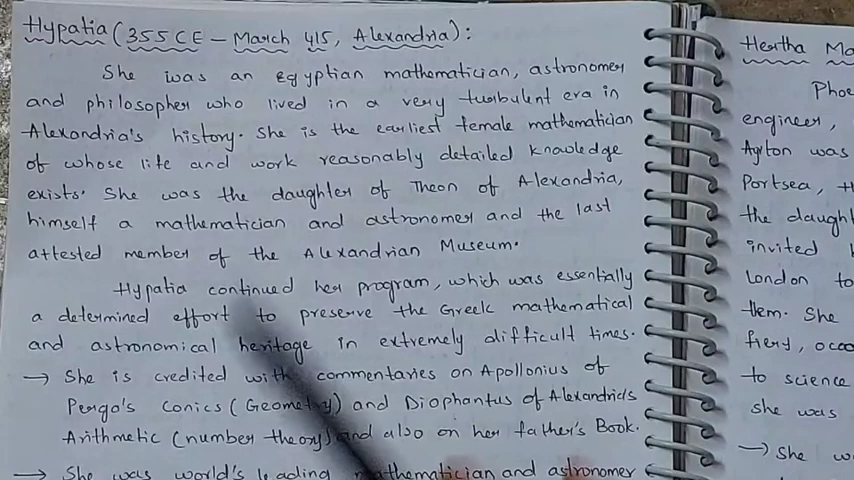 Hypatia (355 CE - March 415, Alexandria):
She was an egyptian mathematician, astronomer
and philosopher who lived in a very turbulent era in
Alexandria's history. She is the earliest female mathematician
of whose life and work reasonably detailed knowledge
exists. She was the daughter of Theon of Alexandria,
himself a mathematician and astronomer and the last
attested member of the Alexandrian Museum.
Hypatia continued her program, which was essentially
a determined effort to preserve the Greek mathematical
and astronomical heritage in extremely difficult times.
→ She is credited with commentaries on Apollonius of
Perga's Conics (Geometry) and Diophantus of Alexandria's
Arithmetic (number theory) and also on her father's Book.
→ She was world's leading mathematician and astronomer
Hertha
Phoe
engineer,
Ayrton was
Portsea,
the daught
invited
London to
them. She
fiery,
to science
she was
→ She